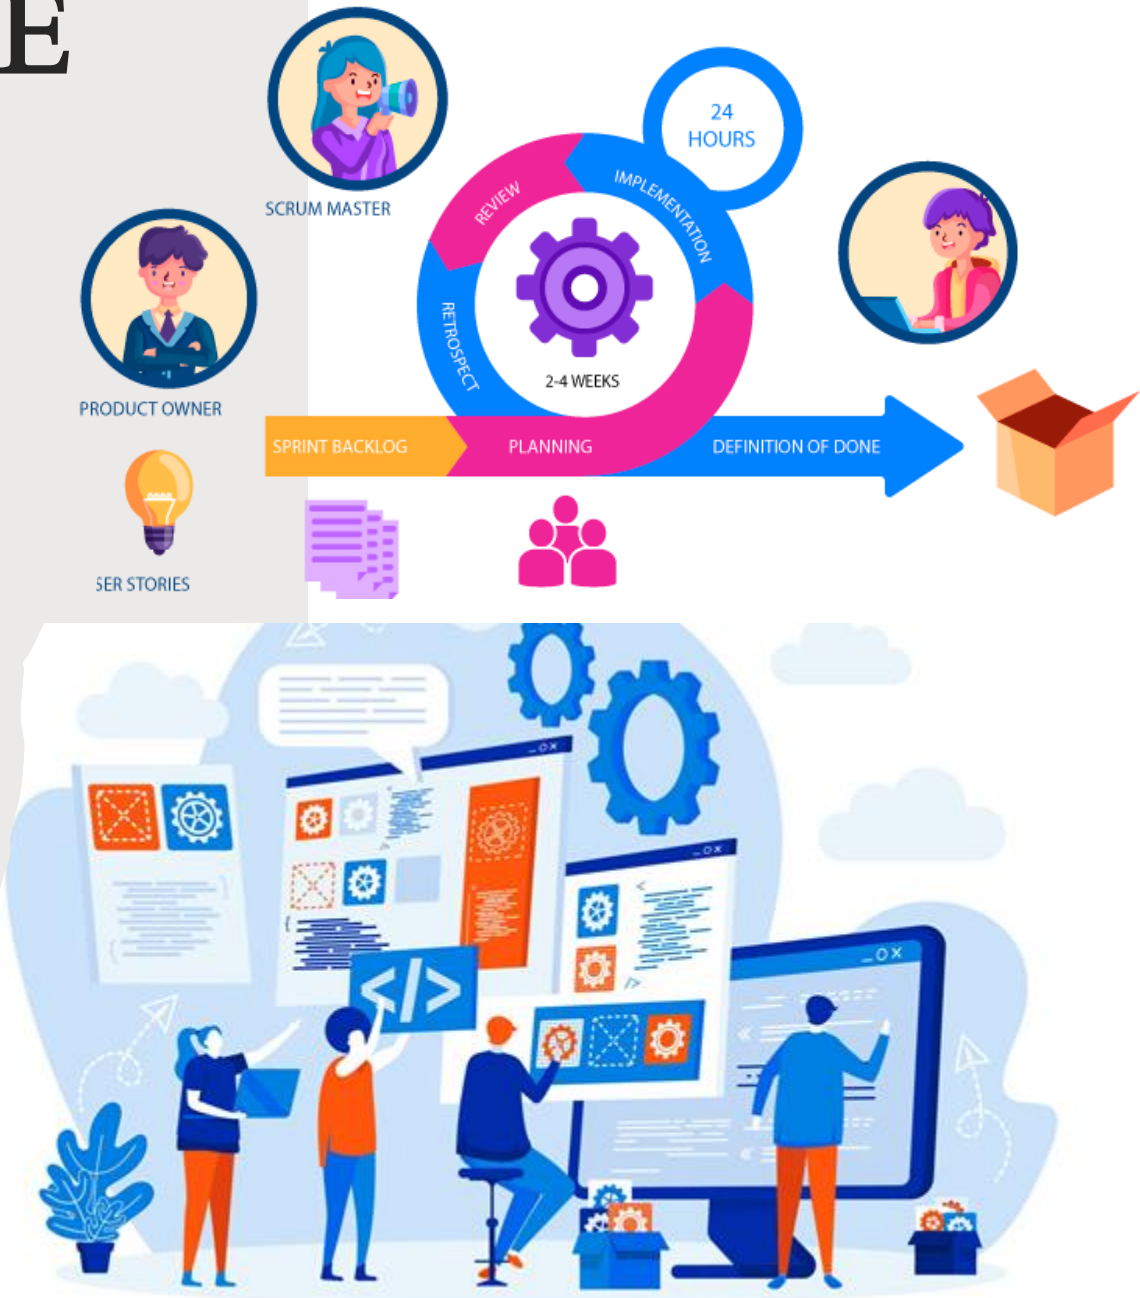 E
24
HOURS
SCRUM MASTER
REVIEW
IMPLEMENTATION
RETROSPECT
2-4 WEEKS
PRODUCT OWNER
SPRINT BACKLOG
PLANNING
DEFINITION OF DONE
SER STORIES